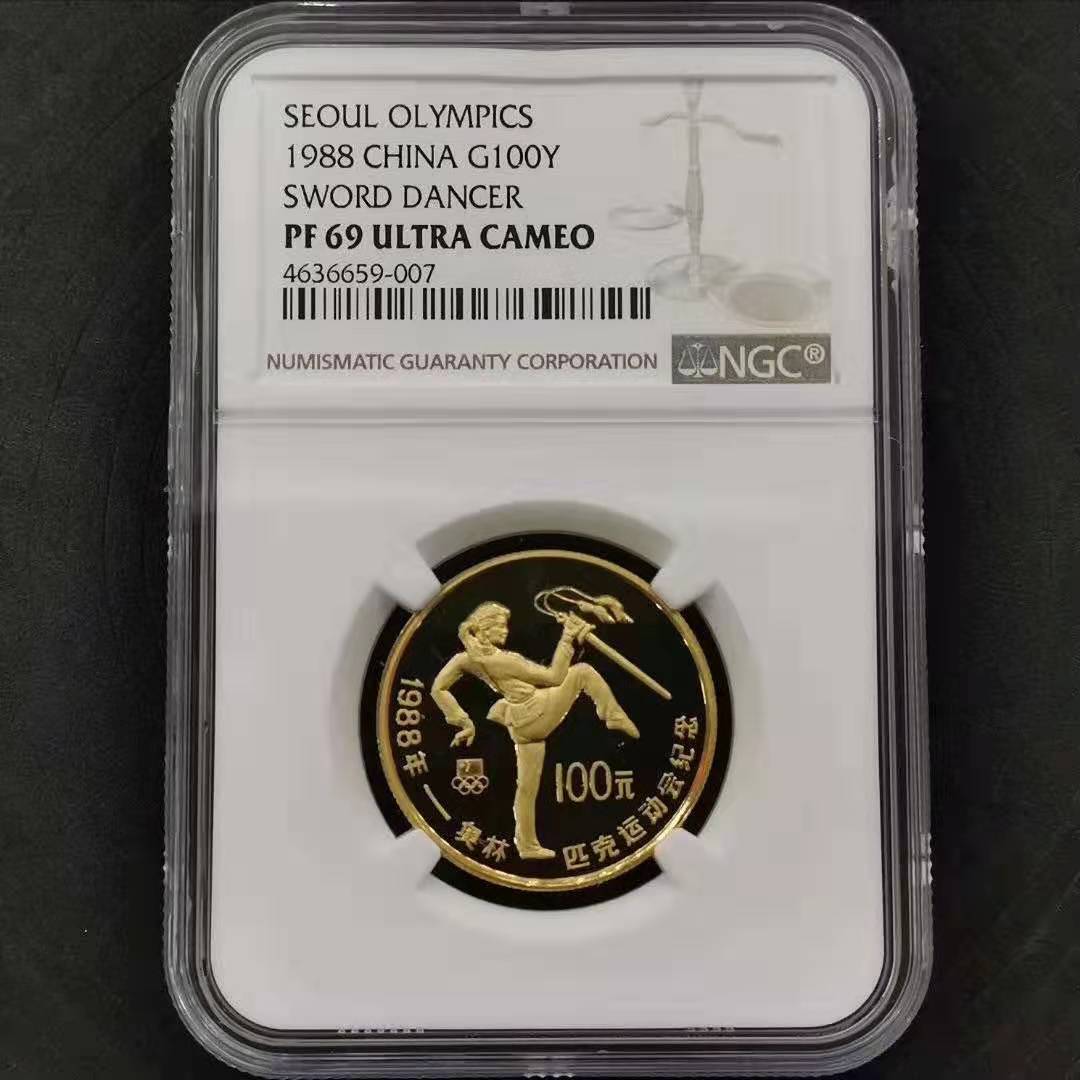 SEOUL OLYMPICS
1988 CHINA G100Y
SWORD DANCER
PF 69 ULTRA CAMEO
4636659-007
NUMISMATIC GUARANTY CORPORATION
NGC®
100元
1988年—奥林匹克运动会纪念